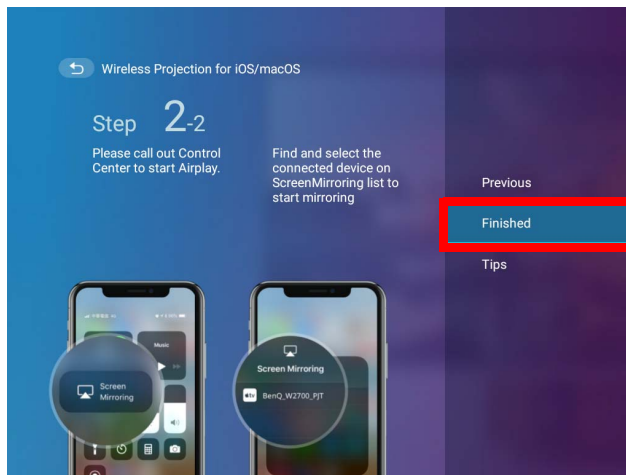 Wireless Projection for iOS/macOS
Step 2-2
Please call out Control
Center to start Airplay.
Find and select the
connected device on
ScreenMirroring list to
start mirroring
Previous
Finished
Tips
Music
Screen
Mirroring
Screen Mirroring
tv BenQ_W2700_PJT